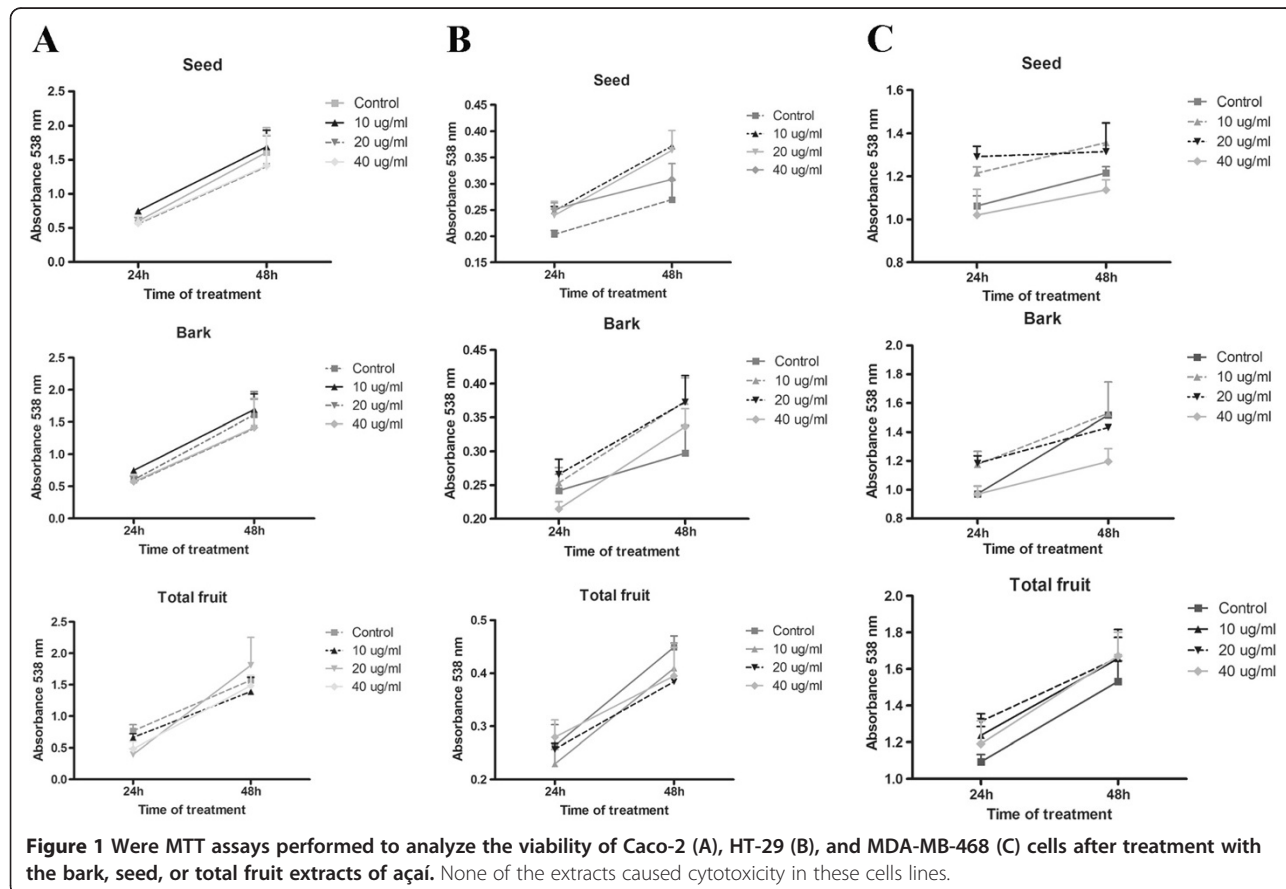 A
B
C
Seed
Absorbance 538 nm
2.5
2.0
1.5
1.0
0.5
0.0
24h
48h
Time of treatment
Control
10 ug/ml
20 ug/ml
40 ug/ml
Seed
Absorbance 538 nm
0.45
0.40
0.35
0.30
0.25
0.20
0.15
24h
48h
Time of treatment
Control
10 ug/ml
20 ug/ml
40 ug/ml
Seed
Absorbance 538 nm
1.6
1.4
1.2
1.0
0.8
24h
48h
Time of treatment
Control
10 ug/ml
20 ug/ml
40 ug/ml
Bark
Absorbance 538 nm
2.5
2.0
1.5
1.0
0.5
0.0
24h
48h
Time of treatment
Control
10 ug/ml
20 ug/ml
40 ug/ml
Bark
Absorbance 538 nm
0.45
0.40
0.35
0.30
0.25
0.20
24h
48h
Time of treatment
Control
10 ug/ml
20 ug/ml
40 ug/ml
Bark
Absorbance 538 nm
2.0
1.8
1.6
1.4
1.2
1.0
0.8
24h
48h
Time of treatment
Control
10 ug/ml
20 ug/ml
40 ug/ml
Total fruit
Absorbance 538 nm
2.5
2.0
1.5
1.0
0.5
0.0
24h
48h
Time of treatment
Control
10 ug/ml
20 ug/ml
40 ug/ml
Total fruit
Absorbance 538 nm
0.5
0.4
0.3
0.2
24h
48h
Time of treatment
Control
10 ug/ml
20 ug/ml
40 ug/ml
Total fruit
Absorbance 538 nm
2.0
1.8
1.6
1.4
1.2
1.0
24h
48h
Time of treatment
Control
10 ug/ml
20 ug/ml
40 ug/ml
Figure 1 Were MTT assays performed to analyze the viability of Caco-2 (A), HT-29 (B), and MDA-MB-468 (C) cells after treatment with
the bark, seed, or total fruit extracts of açaí. None of the extracts caused cytotoxicity in these cells lines.